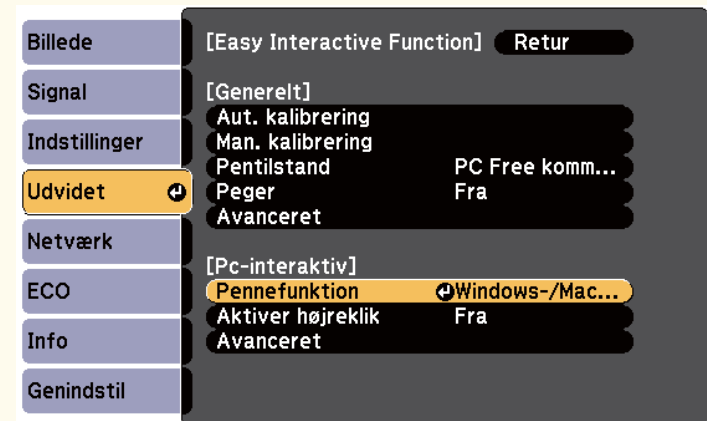 Billede
Signal
Indstillinger
Udvidet
Netværk
ECO
Info
Genindstil
[Easy Interactive Function] Retur
[Generelt]
Aut. kalibrering
Man. kalibrering
Pentilstand PC Free komm...
Peger Fra
Avanceret
[Pc-interaktiv]
Pennefunktion Windows-/Mac...
Aktiver højreklik Fra
Avanceret